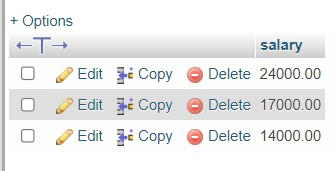 + Options
←T→ salary
Edit Copy Delete 24000.00
Edit Copy Delete 17000.00
Edit Copy Delete 14000.00